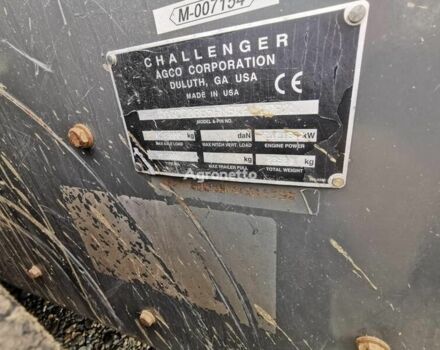 M-007154
CHALLENGER
AGCO CORPORATION
DULUTH, GA USA
MADE IN USA
CE
MODEL & PIN NO.
kg daN kW
MAX AXLE LOAD MAX HITCH VERT. LOAD ENGINE POWER
kg kg
MAX TRAILER PULL TOTAL WEIGHT
Agronetto